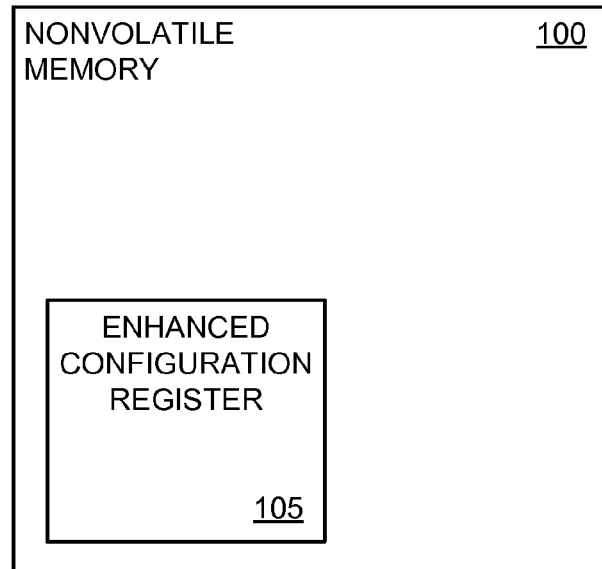 NONVOLATILE 100
MEMORY
ENHANCED
CONFIGURATION
REGISTER
105